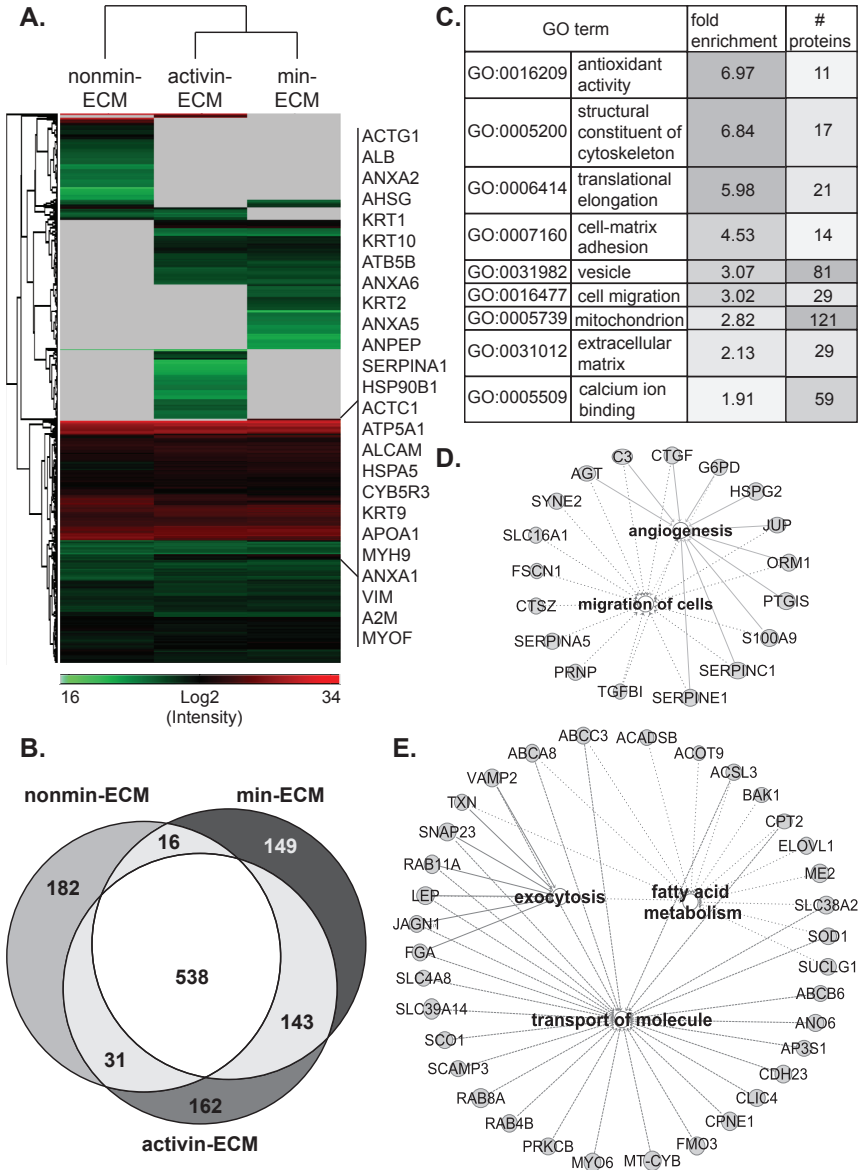 A.
nonmin-ECM
activin-ECM
min-ECM
ACTG1
ALB
ANXA2
AHSG
KRT1
KRT10
ATB5B
ANXA6
KRT2
ANXA5
ANPEP
SERPINA1
HSP90B1
ACTC1
ATP5A1
ALCAM
HSPA5
CYB5R3
KRT9
APOA1
MYH9
ANXA1
VIM
A2M
MYOF
16
Log2
(Intensity)
34
B.
nonmin-ECM
min-ECM
16
149
182
538
143
31
162
activin-ECM
C.
GO term
fold enrichment
# proteins
GO:0016209 antioxidant activity 6.97 11
GO:0005200 structural constituent of cytoskeleton 6.84 17
GO:0006414 translational elongation 5.98 21
GO:0007160 cell-matrix adhesion 4.53 14
GO:0031982 vesicle 3.07 81
GO:0016477 cell migration 3.02 29
GO:0005739 mitochondrion 2.82 121
GO:0031012 extracellular matrix 2.13 29
GO:0005509 calcium ion binding 1.91 59
D.
C3
CTGF
AGT
G6PD
HSPG2
SYNE2
JUP
angiogenesis
SLC16A1
ORM1
FSCN1
PTGIS
CTSZ
migration of cells
S100A9
SERPINA5
SERPINC1
PRNP
TGFBI
SERPINE1
E.
ABCC3
ACADSB
ABCA8
ACOT9
VAMP2
ACSL3
TXN
BAK1
SNAP23
CPT2
RAB11A
ELOVL1
ME2
LEP
exocytosis
fatty acid
metabolism
SLC38A2
JAGN1
SOD1
FGA
SUCLG1
SLC4A8
ABCB6
SLC39A14
transport of molecule
ANO6
SCO1
AP3S1
SCAMP3
CDH23
RAB8A
CLIC4
RAB4B
CPNE1
PRKCB
FMO3
MYO6
MT-CYB